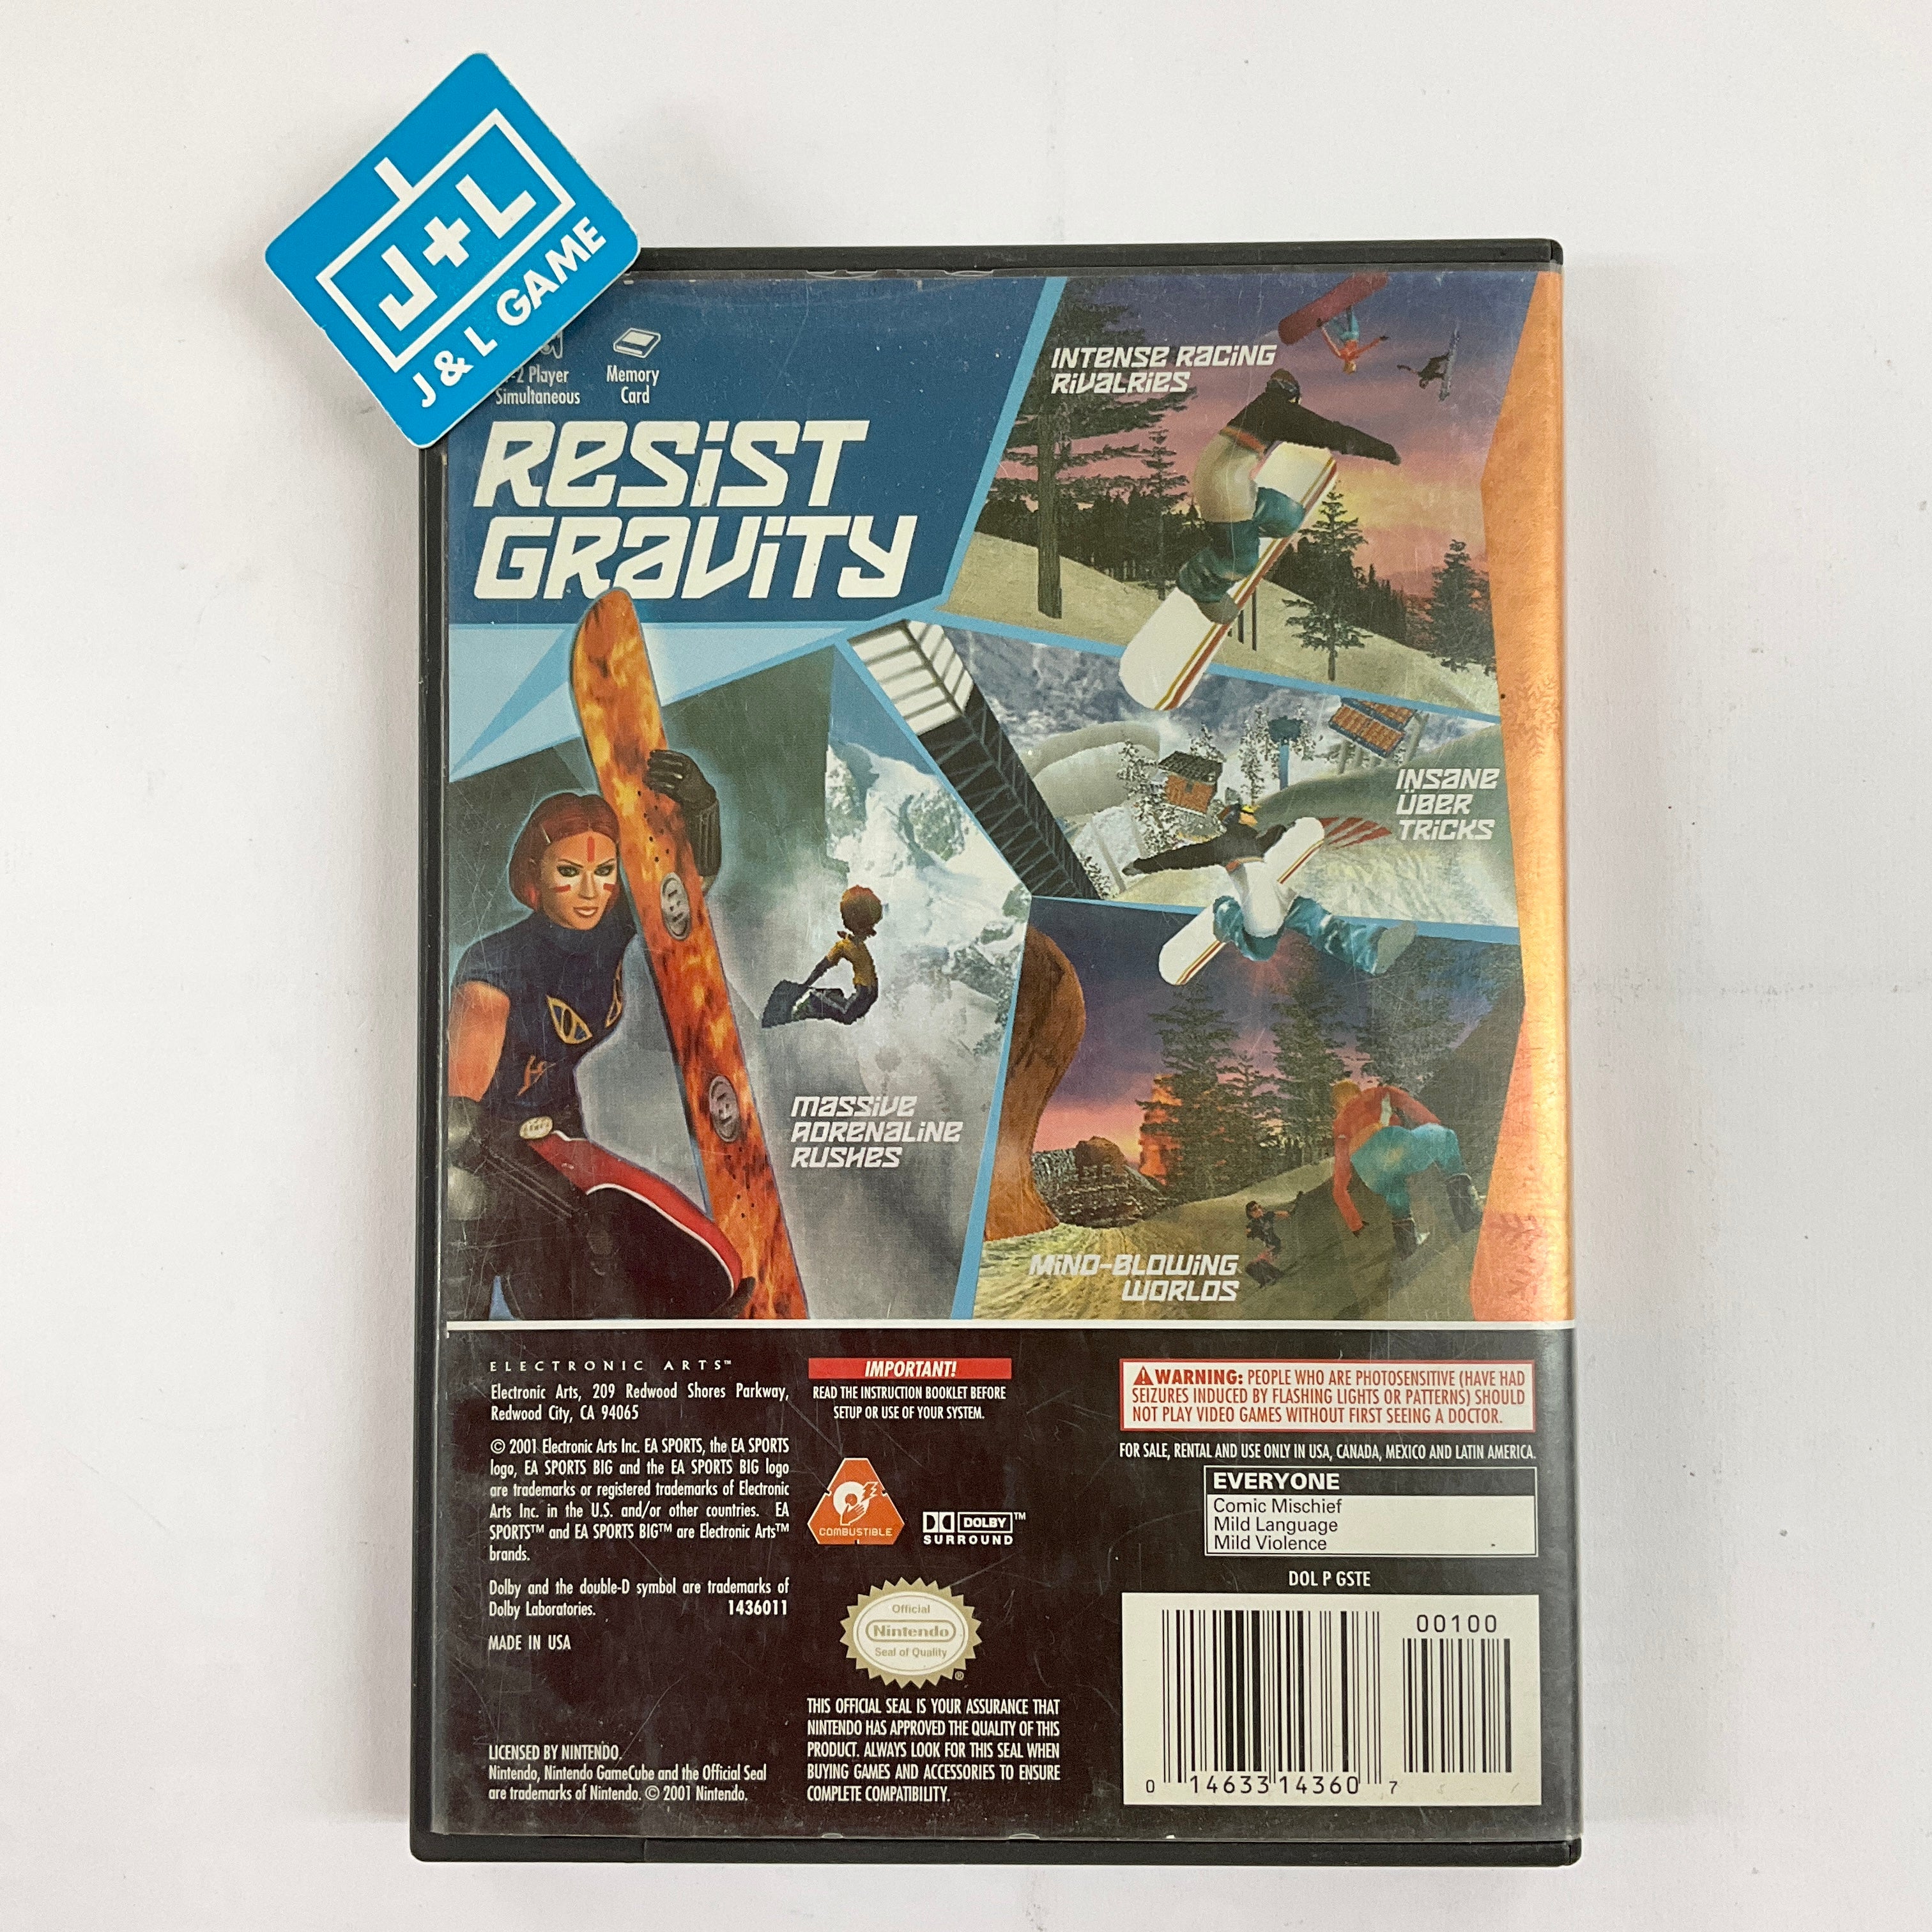 J+L
J & L GAME
-2 Player
Simultaneous
Memory
Card
RESIST
GRAVITY
INTENSE RACING
RIVALRIES
INSANE
ÜBER
TRICKS
MASSIVE
ADRENALINE
RUSHES
MIND-BLOWING
WORLDS
ELECTRONIC ARTS™
Electronic Arts, 209 Redwood Shores Parkway,
Redwood City, CA 94065
© 2001 Electronic Arts Inc. EA SPORTS, the EA SPORTS
logo, EA SPORTS BIG and the EA SPORTS BIG logo
are trademarks or registered trademarks of Electronic
Arts Inc. in the U.S. and/or other countries. EA
SPORTS™ and EA SPORTS BIG™ are Electronic Arts™
brands.
Dolby and the double-D symbol are trademarks of
Dolby Laboratories. 1436011
MADE IN USA
LICENSED BY NINTENDO.
Nintendo, Nintendo GameCube and the Official Seal
are trademarks of Nintendo. © 2001 Nintendo.
IMPORTANT!
READ THE INSTRUCTION BOOKLET BEFORE
SETUP OR USE OF YOUR SYSTEM.
COMBUSTIBLE
DOLBY™
SURROUND
Official
Nintendo
Seal of Quality
®
THIS OFFICIAL SEAL IS YOUR ASSURANCE THAT
NINTENDO HAS APPROVED THE QUALITY OF THIS
PRODUCT. ALWAYS LOOK FOR THIS SEAL WHEN
BUYING GAMES AND ACCESSORIES TO ENSURE
COMPLETE COMPATIBILITY.
WARNING: PEOPLE WHO ARE PHOTOSENSITIVE (HAVE HAD
SEIZURES INDUCED BY FLASHING LIGHTS OR PATTERNS) SHOULD
NOT PLAY VIDEO GAMES WITHOUT FIRST SEEING A DOCTOR.
FOR SALE, RENTAL AND USE ONLY IN USA, CANADA, MEXICO AND LATIN AMERICA.
EVERYONE
Comic Mischief
Mild Language
Mild Violence
DOL P GSTE
00100
0 14633 14360 7